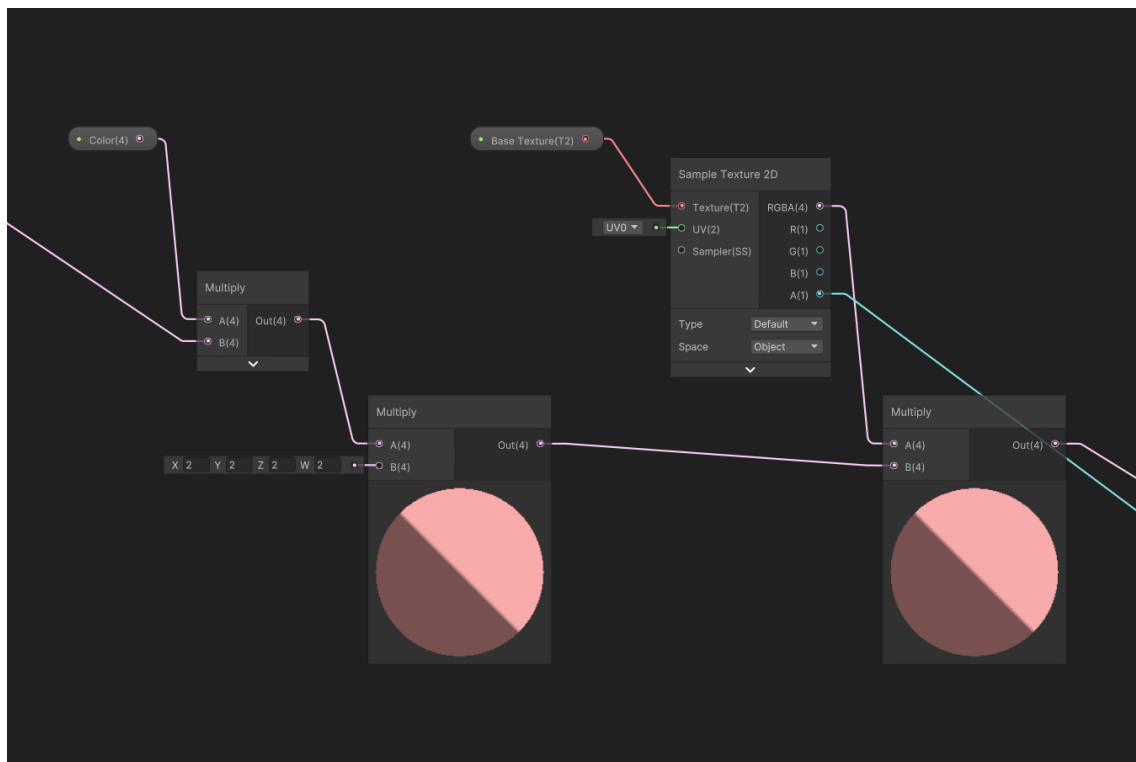 Color(4)
Base Texture(T2)
Sample Texture 2D
Texture(T2) RGBA(4)
UV0 UV(2) R(1)
Sampler(SS) G(1)
B(1)
A(1)
Type Default
Space Object
Multiply
A(4) Out(4)
B(4)
Multiply
A(4) Out(4)
X 2 Y 2 Z 2 W 2 B(4)
Multiply
A(4) Out(4)
B(4)